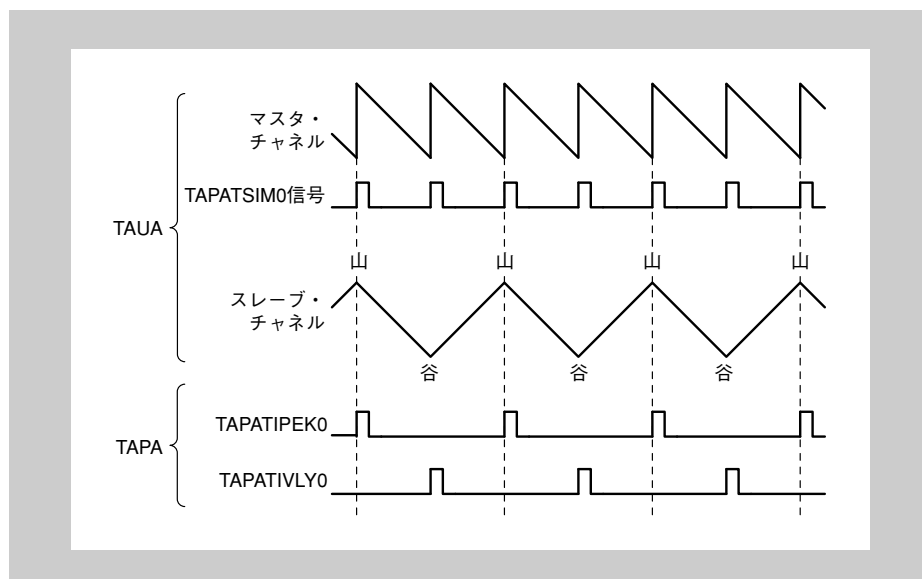 マスタ・
チャネル
TAPATSIM0信号
TAUA
山 山 山 山
スレーブ・
チャネル
谷 谷 谷
TAPATIPEK0
TAPA
TAPATIVLY0